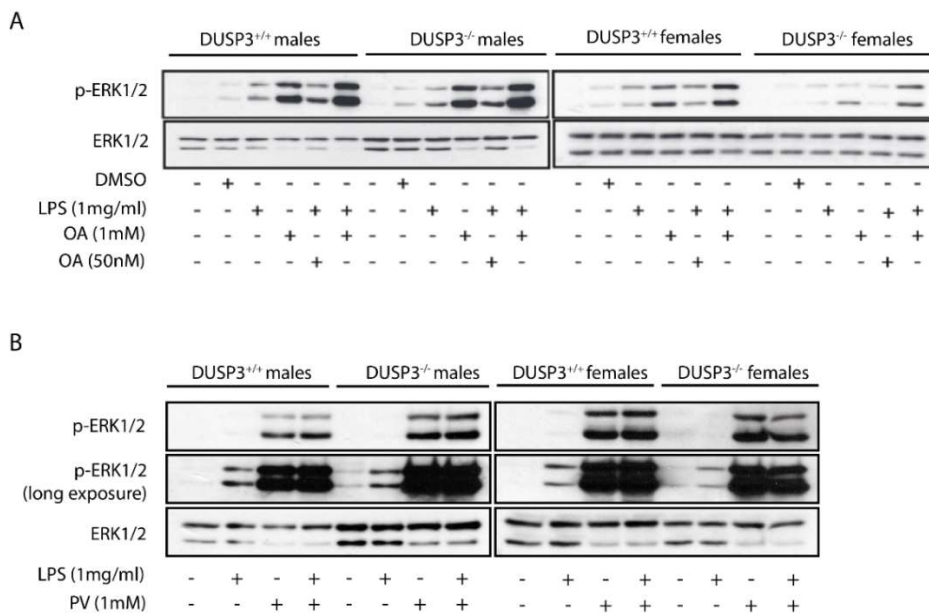 A
DUSP3+/+ males DUSP3-/- males DUSP3+/+ females DUSP3-/- females
p-ERK1/2
ERK1/2
DMSO - + - - - - - + - - - - - + - - - - - + - - - -
LPS (1mg/ml) - - + - + + - - + - + + - - + - + + - - + - + +
OA (1mM) - - - + - + - - - + - + - - - + - + - - - + - +
OA (50nM) - - - - + - - - - - + - - - - - + - - - - - + -
B
DUSP3+/+ males DUSP3-/- males DUSP3+/+ females DUSP3-/- females
p-ERK1/2
p-ERK1/2
(long exposure)
ERK1/2
LPS (1mg/ml) - + - + - + - + - + - + - + - +
PV (1mM) - - + + - - + + - - + + - - + +